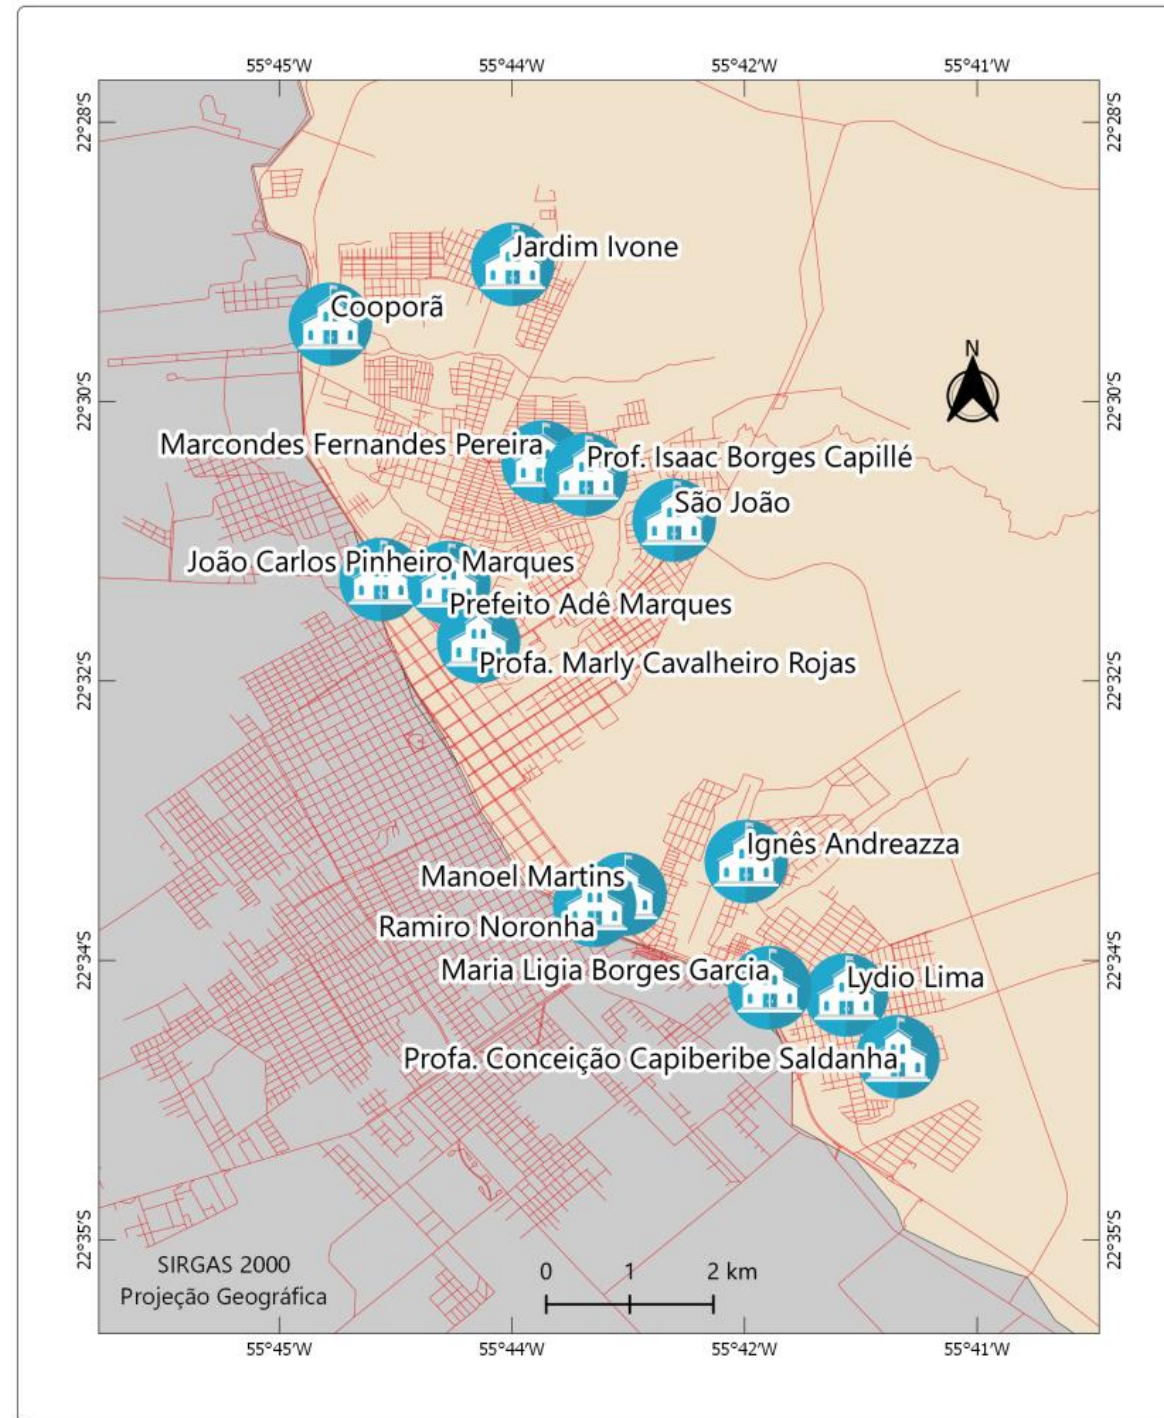 55°45'W 55°44'W 55°42'W 55°41'W
22°28'S 22°28'S
Jardim Ivone
Cooporã
N
22°30'S 22°30'S
Marcondes Fernandes Pereira
Prof. Isaac Borges Capillé
São João
João Carlos Pinheiro Marques
Prefeito Adê Marques
Profa. Marly Cavalheiro Rojas
22°32'S 22°32'S
Ignês Andreazza
Manoel Martins
Ramiro Noronha
22°34'S 22°34'S
Maria Ligia Borges Garcia
Lydio Lima
Profa. Conceição Capiberibe Saldanha
22°35'S 22°35'S
SIRGAS 2000
Projeção Geográfica
0 1 2 km
55°45'W 55°44'W 55°42'W 55°41'W